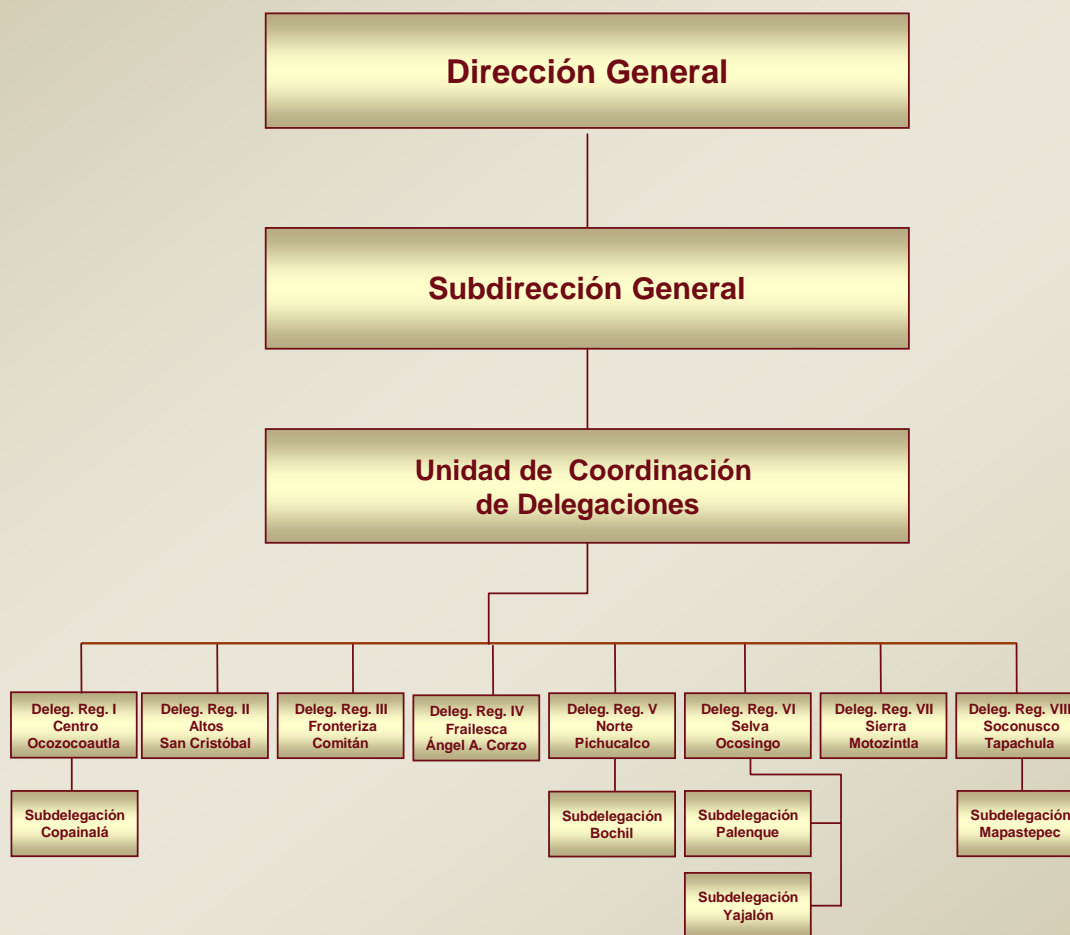 Dirección General
Subdirección General
Unidad de Coordinación
de Delegaciones
Deleg. Reg. I
Centro
Ocozocoautla
Deleg. Reg. II
Altos
San Cristóbal
Deleg. Reg. III
Fronteriza
Comitán
Deleg. Reg. IV
Frailesca
Ángel A. Corzo
Deleg. Reg. V
Norte
Pichucalco
Deleg. Reg. VI
Selva
Ocosingo
Deleg. Reg. VII
Sierra
Motozintla
Deleg. Reg. VIII
Soconusco
Tapachula
Subdelegación
Copainalá
Subdelegación
Bochil
Subdelegación
Palenque
Subdelegación
Mapastepec
Subdelegación
Yajalón